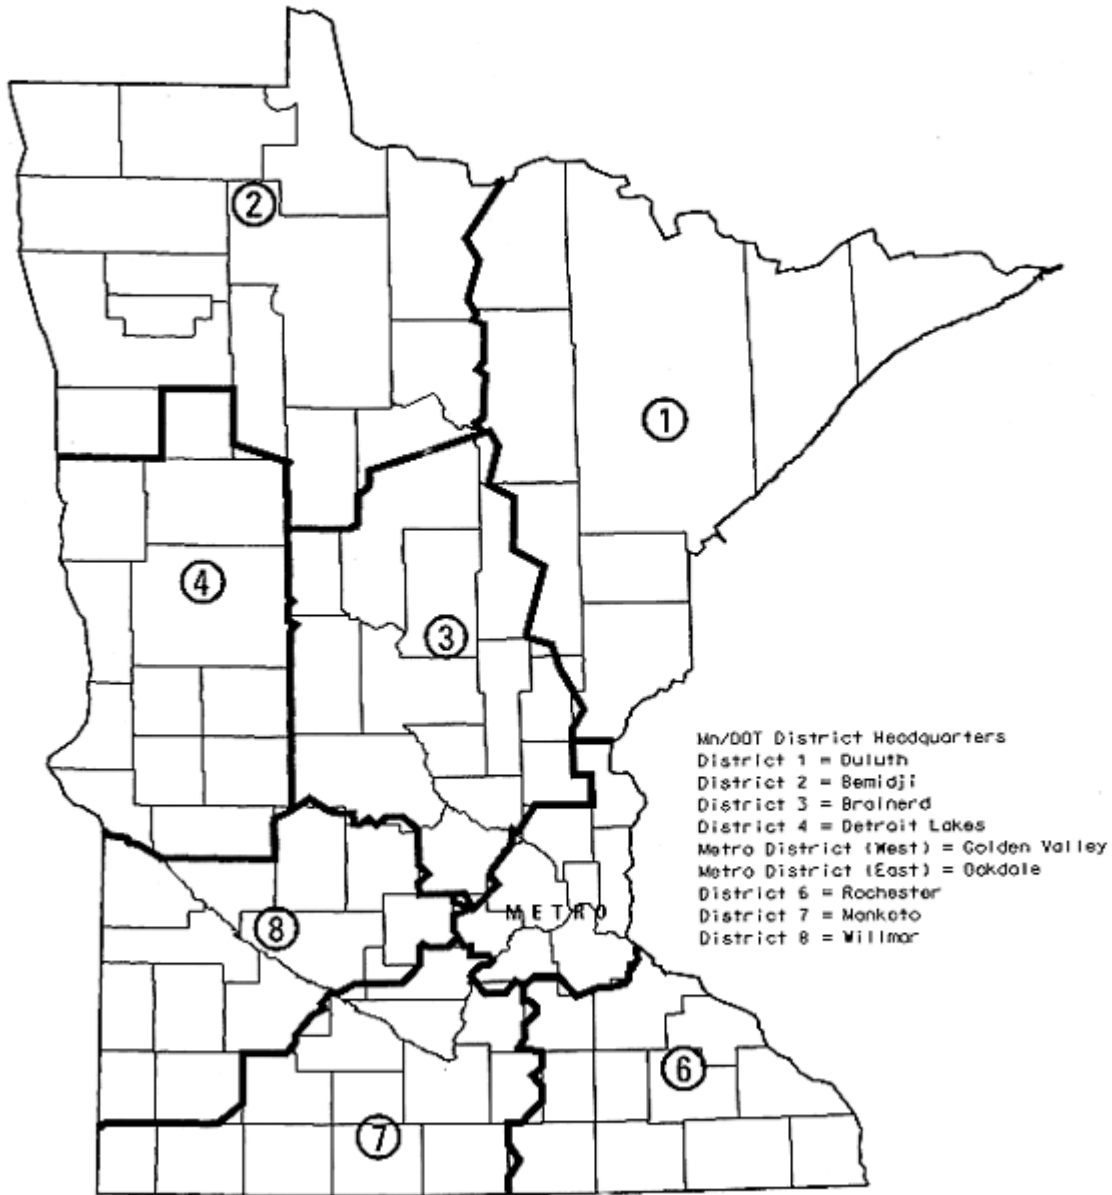 2
1
4
3
Mn/DOT District Headquarters
District 1 = Duluth
District 2 = Bemidji
District 3 = Brainerd
District 4 = Detroit Lakes
Metro District (West) = Golden Valley
Metro District (East) = Oakdale
District 6 = Rochester
District 7 = Mankato
District 8 = Willmar
METRO
8
6
7